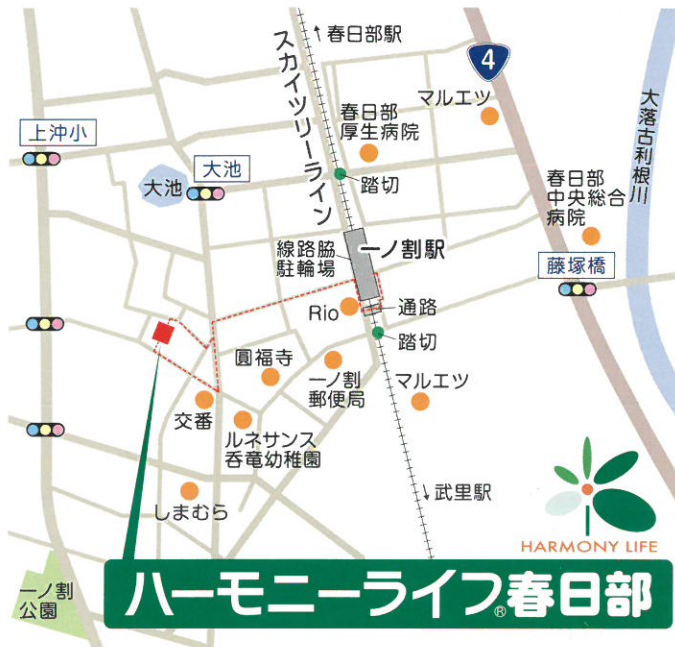 ↑春日部駅
スカイツリーライン
4
マルエツ
春日部
厚生病院
大落古利根川
上沖小
大池
大池
踏切
春日部
中央総合
病院
線路脇
駐輪場
一ノ割駅
藤塚橋
Rio
通路
踏切
圓福寺
一ノ割
郵便局
マルエツ
交番
ルネサンス
呑竜幼稚園
↓武里駅
しまむら
HARMONY LIFE
一ノ割
公園
ハーモニーライフ®春日部